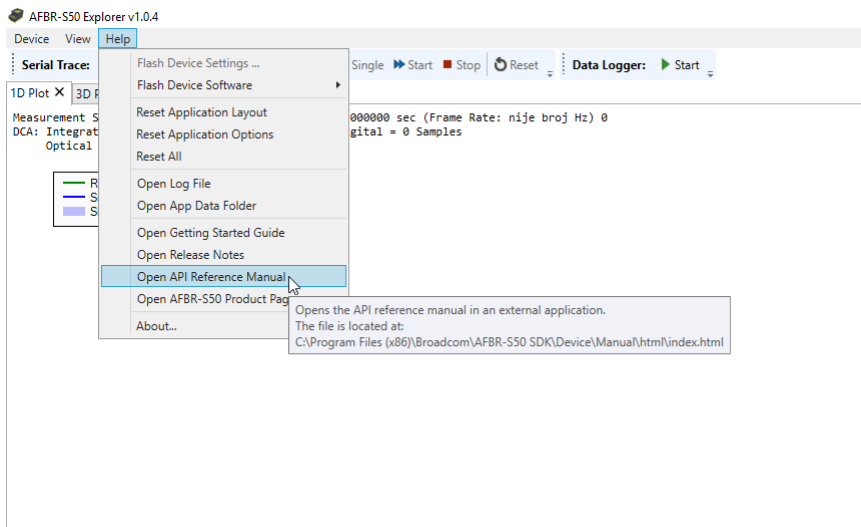 AFBR-S50 Explorer v1.0.4
Device View Help
Serial Trace: Single Start Stop Reset Data Logger: Start
1D Plot 3D
Measurement S 000000 sec (Frame Rate: nije broj Hz) 0
DCA: Integrat gital = 0 Samples
Optical
R
S
S
Flash Device Settings ...
Flash Device Software
Reset Application Layout
Reset Application Options
Reset All
Open Log File
Open App Data Folder
Open Getting Started Guide
Open Release Notes
Open API Reference Manual
Open AFBR-S50 Product Pag
About...
Opens the API reference manual in an external application.
The file is located at:
C:\Program Files (x86)\Broadcom\AFBR-S50 SDK\Device\Manual\html\index.html